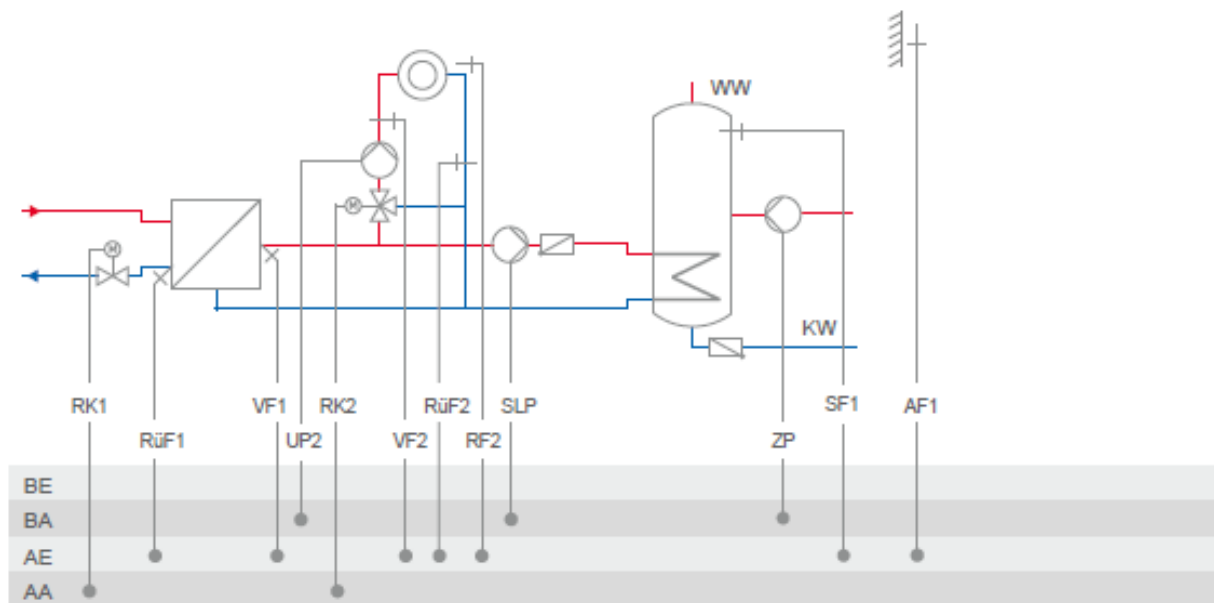 WW
KW
RK1 VF1 RK2 RüF2 SLP SF1 AF1
RüF1 UP2 VF2 RF2 ZP
BE
BA
AE
AA